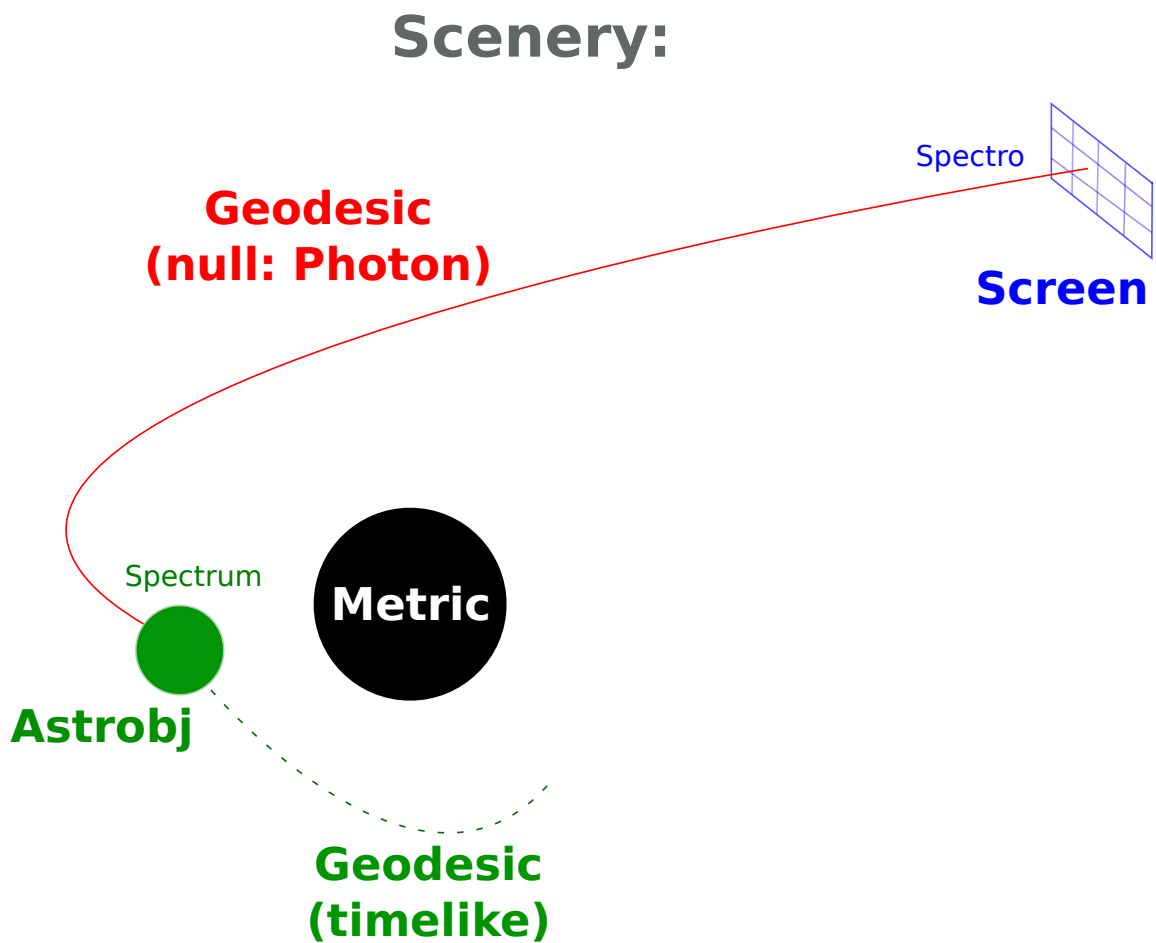 Scenery:
Spectro
Geodesic
(null: Photon)
Screen
Spectrum
Metric
Astrobj
Geodesic
(timelike)